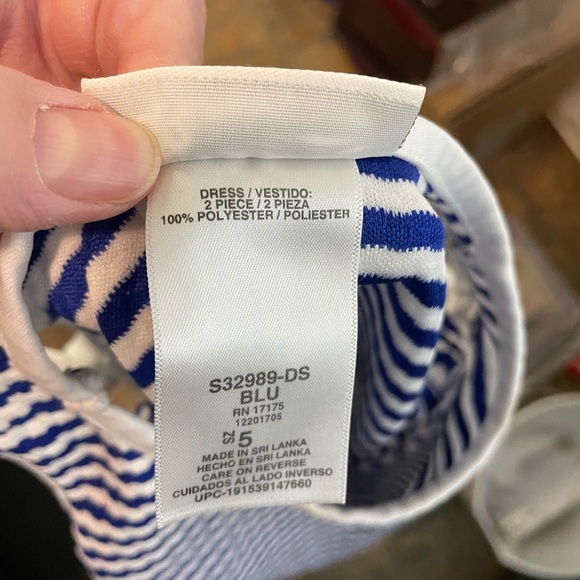 DRESS / VESTIDO:
2 PIECE / 2 PIEZA
100% POLYESTER / POLIESTER
S32989-DS
BLU
RN 17175
12201705
SZ 5
MADE IN SRI LANKA
HECHO EN SRI LANKA
CARE ON REVERSE
CUIDADOS AL LADO INVERSO
UPC-191539147660